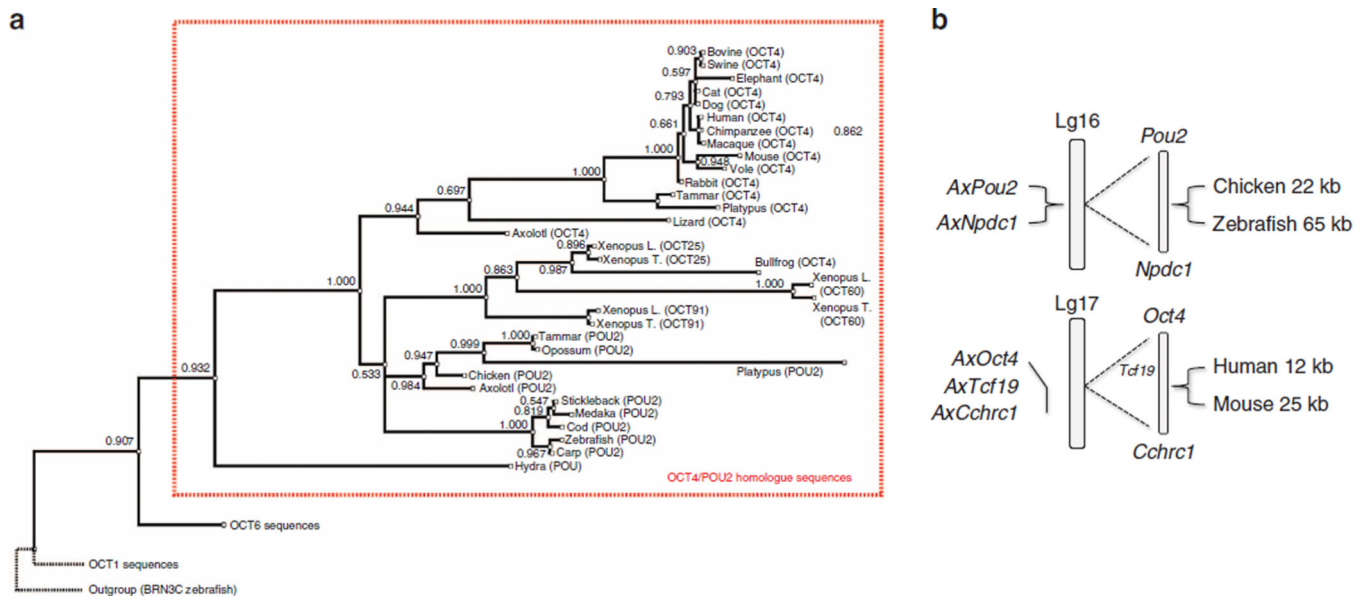 a
0.903
Bovine (OCT4)
Swine (OCT4)
0.597
Elephant (OCT4)
0.793
Cat (OCT4)
Dog (OCT4)
0.661
Human (OCT4)
Chimpanzee (OCT4)
0.862
Macaque (OCT4)
1.000
Mouse (OCT4)
0.948
Vole (OCT4)
1.000
Rabbit (OCT4)
Tammar (OCT4)
0.697
Platypus (OCT4)
0.944
Lizard (OCT4)
Axolotl (OCT4)
0.896
Xenopus L. (OCT25)
Xenopus T. (OCT25)
0.863
0.987
Bullfrog (OCT4)
1.000
1.000
1.000
Xenopus L.
(OCT60)
Xenopus T.
(OCT60)
Xenopus L. (OCT91)
Xenopus T. (OCT91)
1.000
Tammar (POU2)
0.999
Opossum (POU2)
0.947
Platypus (POU2)
0.932
0.533
Chicken (POU2)
0.984
Axolotl (POU2)
0.547
Stickleback (POU2)
0.819
Medaka (POU2)
1.000
Cod (POU2)
0.907
Zebrafish (POU2)
0.967
Carp (POU2)
Hydra (POU)
OCT4/POU2 homologue sequences
OCT6 sequences
OCT1 sequences
Outgroup (BRN3C zebrafish)
b
Lg16
Pou2
AxPou2
AxNpdc1
Chicken 22 kb
Zebrafish 65 kb
Npdc1
Lg17
Oct4
AxOct4
AxTcf19
AxCchrc1
Tcf19
Human 12 kb
Mouse 25 kb
Cchrc1